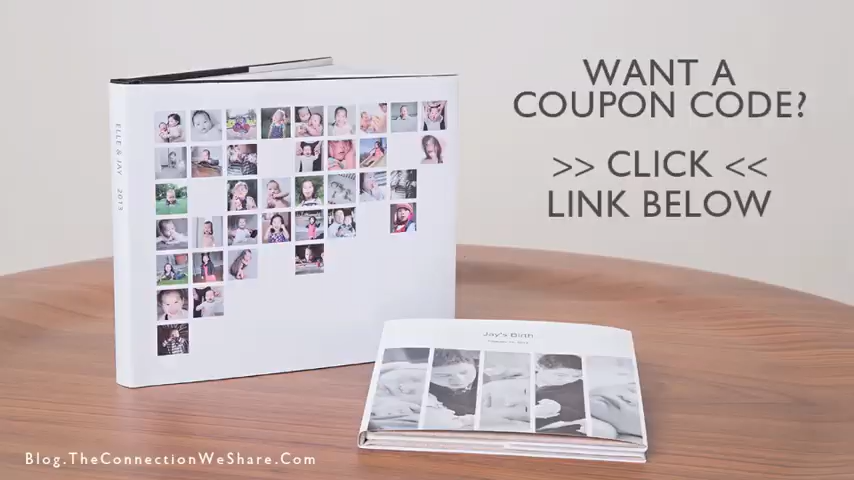 WANT A
COUPON CODE?
>> CLICK <<
LINK BELOW
ELLE & JAY 2013
Jay's Birth
Blog.TheConnectionWeShare.Com